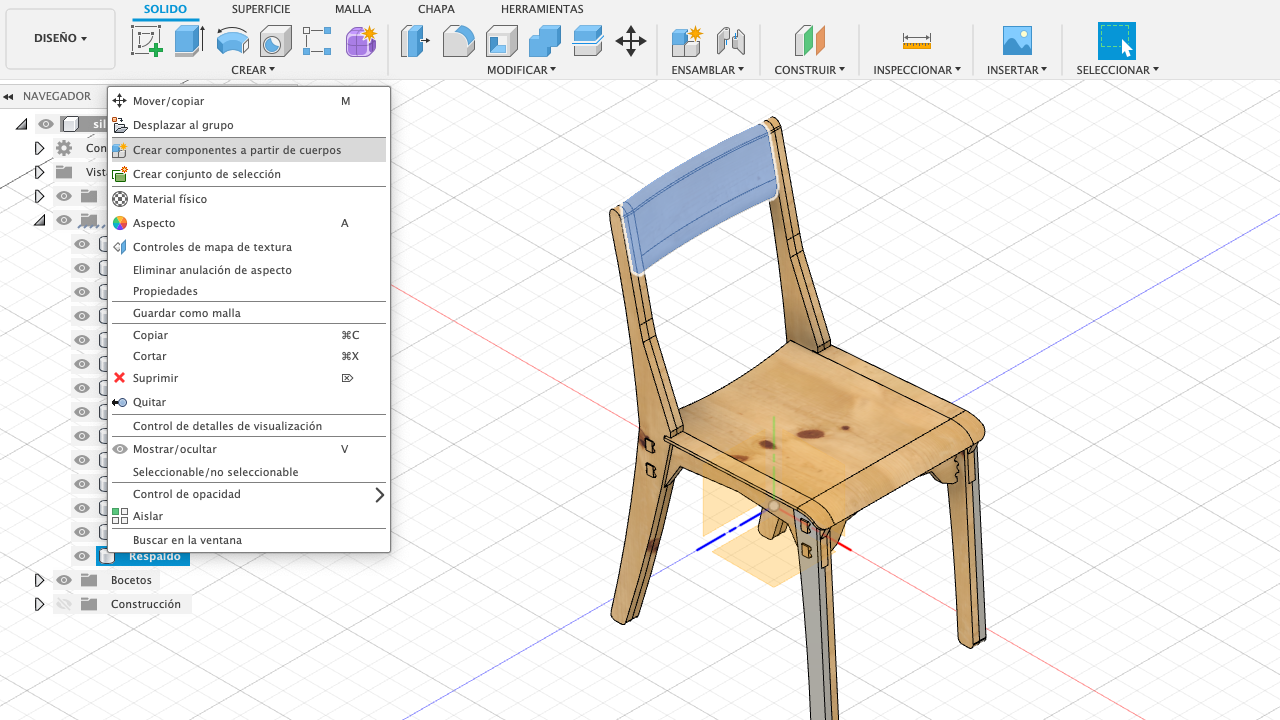 SOLIDO SUPERFICIE MALLA CHAPA HERRAMIENTAS
DISEÑO
CREAR MODIFICAR ENSAMBLAR CONSTRUIR INSPECCIONAR INSERTAR SELECCIONAR
NAVEGADOR
sil
Con
Vist
Mover/copiar M
Desplazar al grupo
Crear componentes a partir de cuerpos
Crear conjunto de selección
Material físico
Aspecto A
Controles de mapa de textura
Eliminar anulación de aspecto
Propiedades
Guardar como malla
Copiar ⌘C
Cortar ⌘X
Suprimir ⌦
Quitar
Control de detalles de visualización
Mostrar/ocultar V
Seleccionable/no seleccionable
Control de opacidad
Aislar
Buscar en la ventana
Respaldo
Bocetos
Construcción